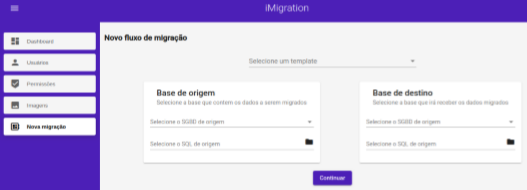 iMigration
Dashboard
Usuários
Permissões
Imagens
Nova migração
Novo fluxo de migração
Selecione um template
Base de origem
Selecione a base que contem os dados a serem migrados
Selecione o SGBD de origem
Selecione o SQL de origem
Base de destino
Selecione a base que irá receber os dados migrados
Selecione o SGBD de origem
Selecione o SQL de origem
Continuar